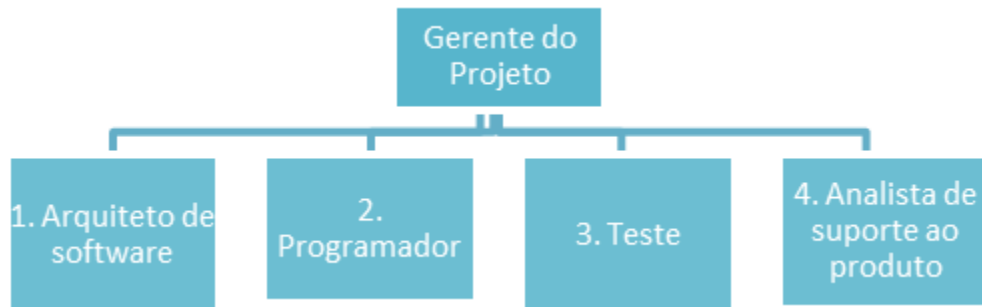 Gerente do
Projeto
1. Arquiteto de
software
2.
Programador
3. Teste
4. Analista de
suporte ao
produto